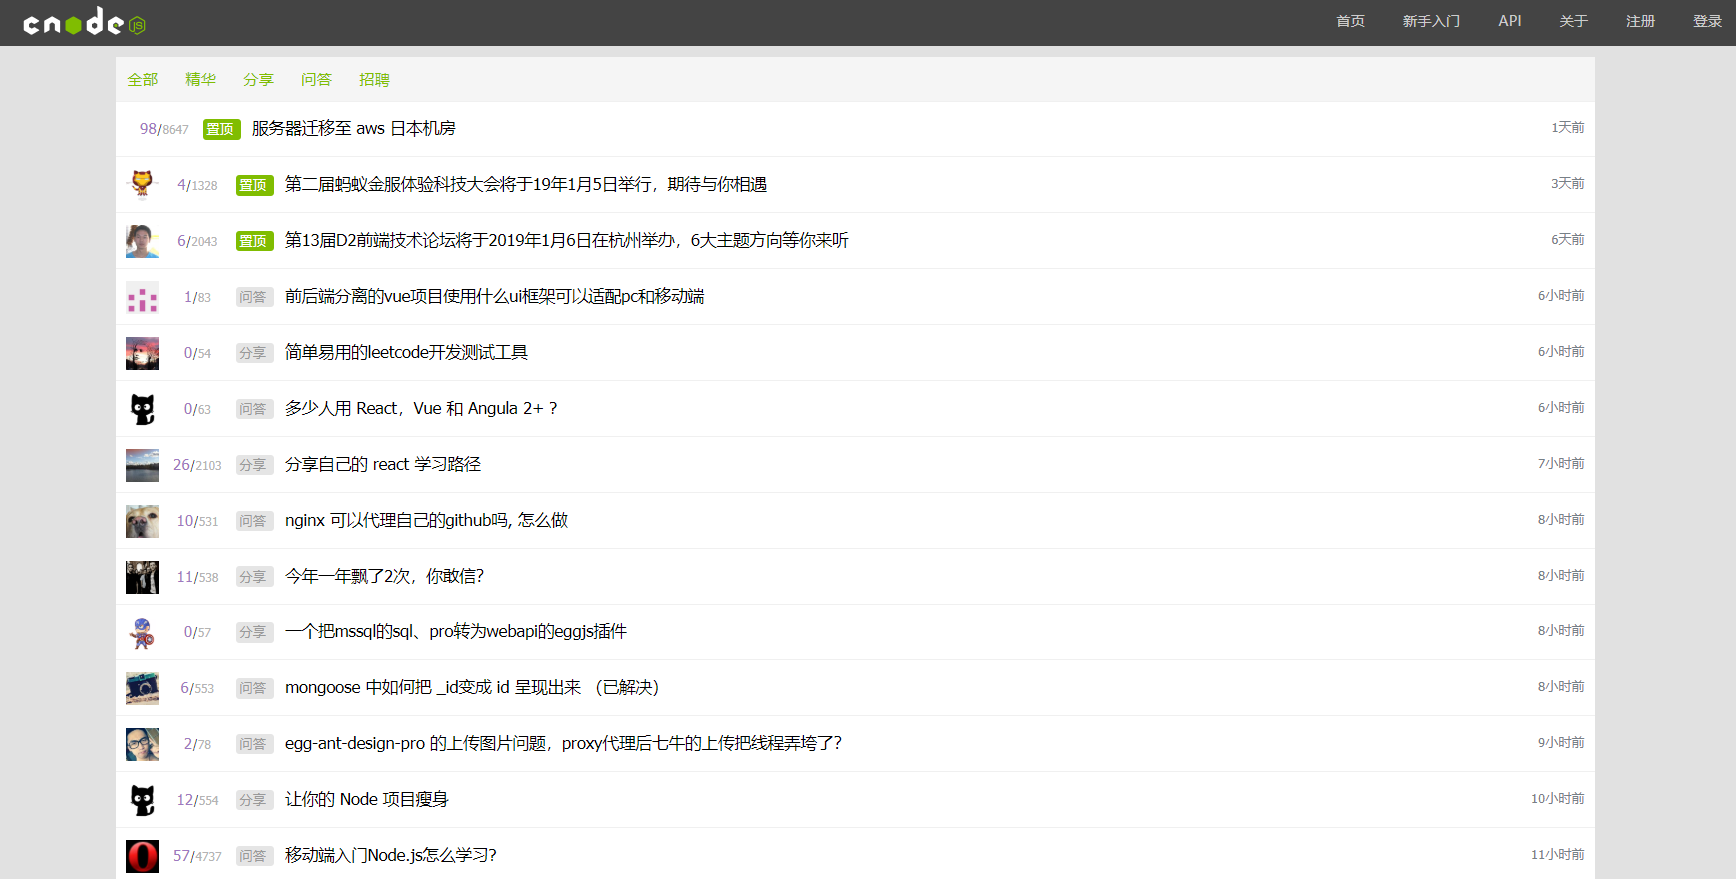 cnode JS 首页 新手入门 API 关于 注册 登录
全部 精华 分享 问答 招聘
98/8647 置顶 服务器迁移至 aws 日本机房 1天前
4/1328 置顶 第二届蚂蚁金服体验科技大会将于19年1月5日举行，期待与你相遇 3天前
6/2043 置顶 第13届D2前端技术论坛将于2019年1月6日在杭州举办，6大主题方向等你来听 6天前
1/83 问答 前后端分离的vue项目使用什么ui框架可以适配pc和移动端 6小时前
0/54 分享 简单易用的leetcode开发测试工具 6小时前
0/63 问答 多少人用 React，Vue 和 Angula 2+ ? 6小时前
26/2103 分享 分享自己的 react 学习路径 7小时前
10/531 问答 nginx 可以代理自己的github吗, 怎么做 8小时前
11/538 分享 今年一年飘了2次，你敢信? 8小时前
0/57 分享 一个把mssql的sql、pro转为webapi的eggjs插件 8小时前
6/553 问答 mongoose 中如何把 _id变成 id 呈现出来 （已解决） 8小时前
2/78 问答 egg-ant-design-pro 的上传图片问题，proxy代理后七牛的上传把线程弄垮了? 9小时前
12/554 分享 让你的 Node 项目瘦身 10小时前
57/4737 问答 移动端入门Node.js怎么学习? 11小时前